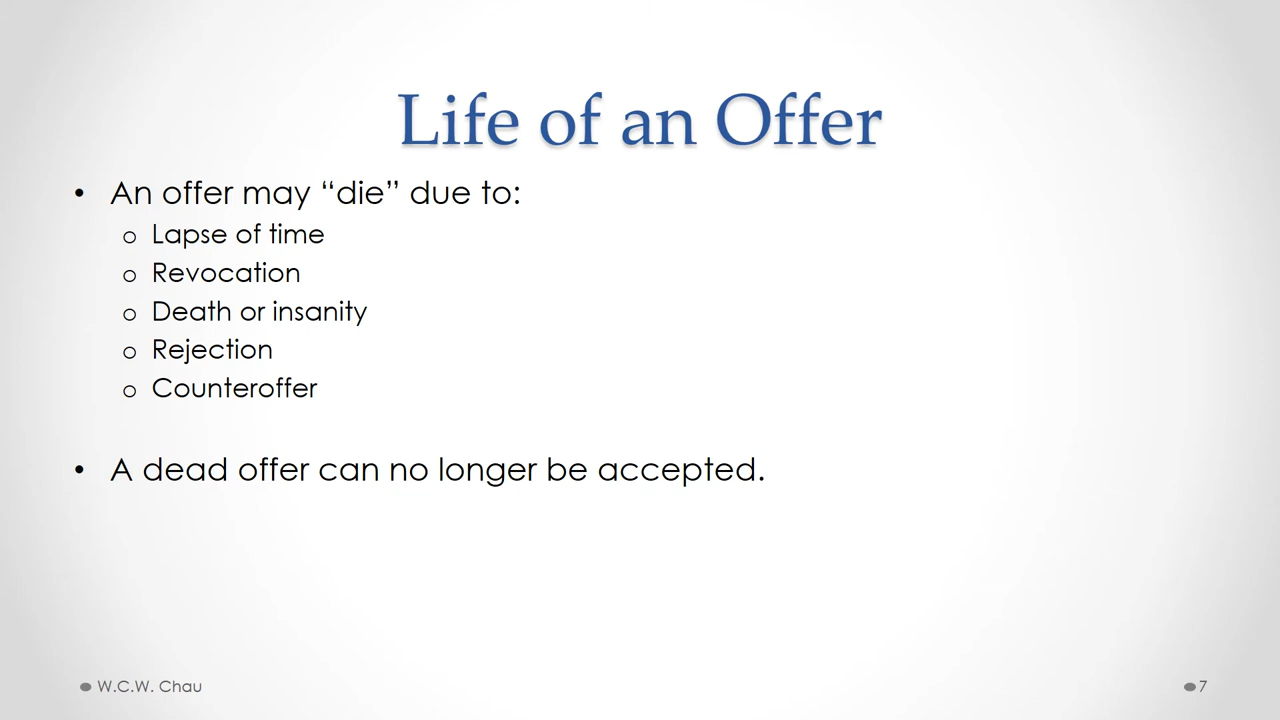 Life of an Offer
• An offer may “die” due to:
o Lapse of time
o Revocation
o Death or insanity
o Rejection
o Counteroffer
• A dead offer can no longer be accepted.
W.C.W. Chau
7